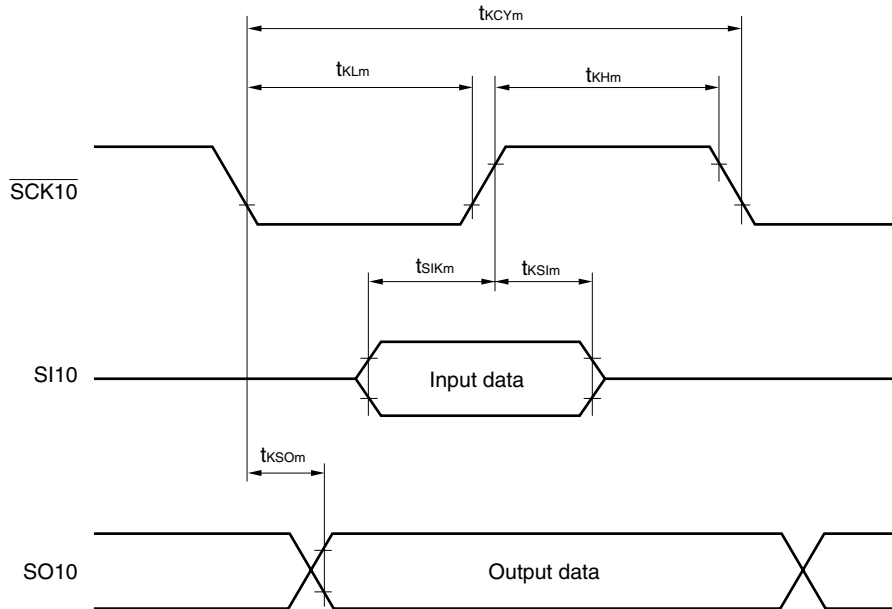 tKCYm
tKLm
tKHm
SCK10
tSIKm
tKSIm
SI10
Input data
tKSOm
SO10
Output data